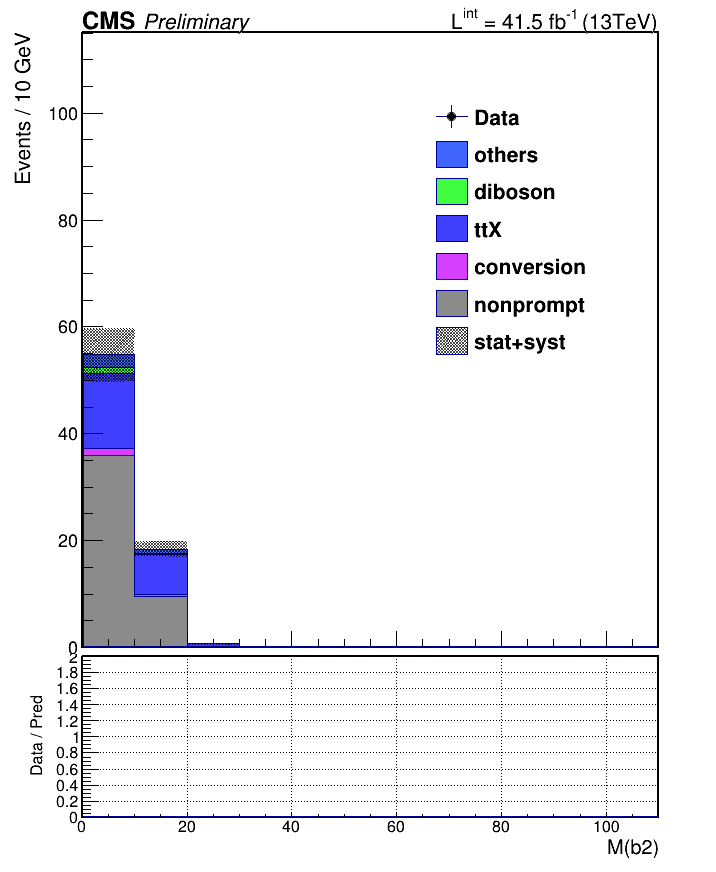 CMS Preliminary L^int = 41.5 fb^-1 (13TeV)
Events / 10 GeV
100
80
60
40
20
0
Data
others
diboson
ttX
conversion
nonprompt
stat+syst
Data / Pred
2
1.8
1.6
1.4
1.2
1
0.8
0.6
0.4
0.2
0
0 20 40 60 80 100
M(b2)